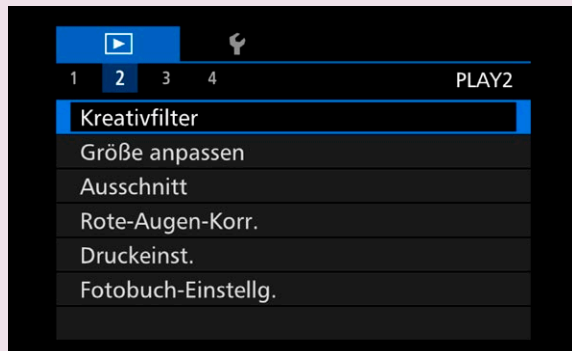 1 2 3 4 PLAY2
Kreativfilter
Größe anpassen
Ausschnitt
Rote-Augen-Korr.
Druckeinst.
Fotobuch-Einstellg.